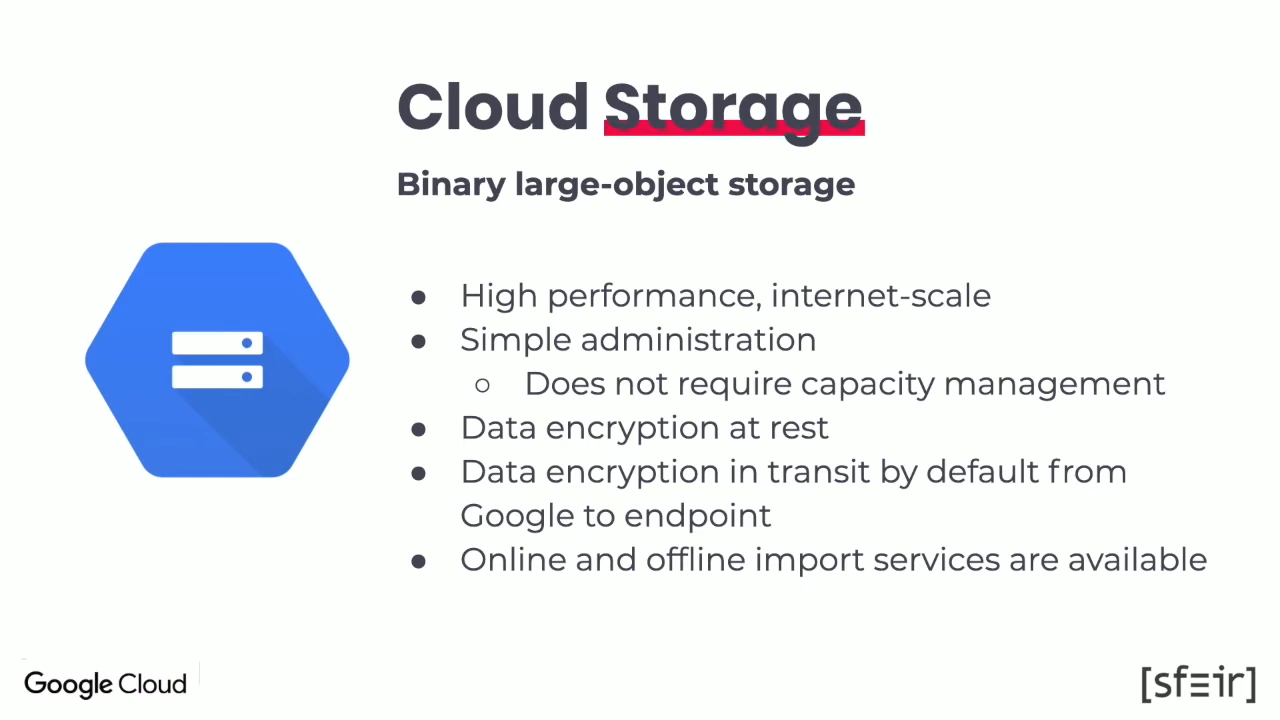 Cloud Storage
Binary large-object storage
● High performance, internet-scale
● Simple administration
○ Does not require capacity management
● Data encryption at rest
● Data encryption in transit by default from
Google to endpoint
● Online and offline import services are available
Google Cloud
[sfeir]